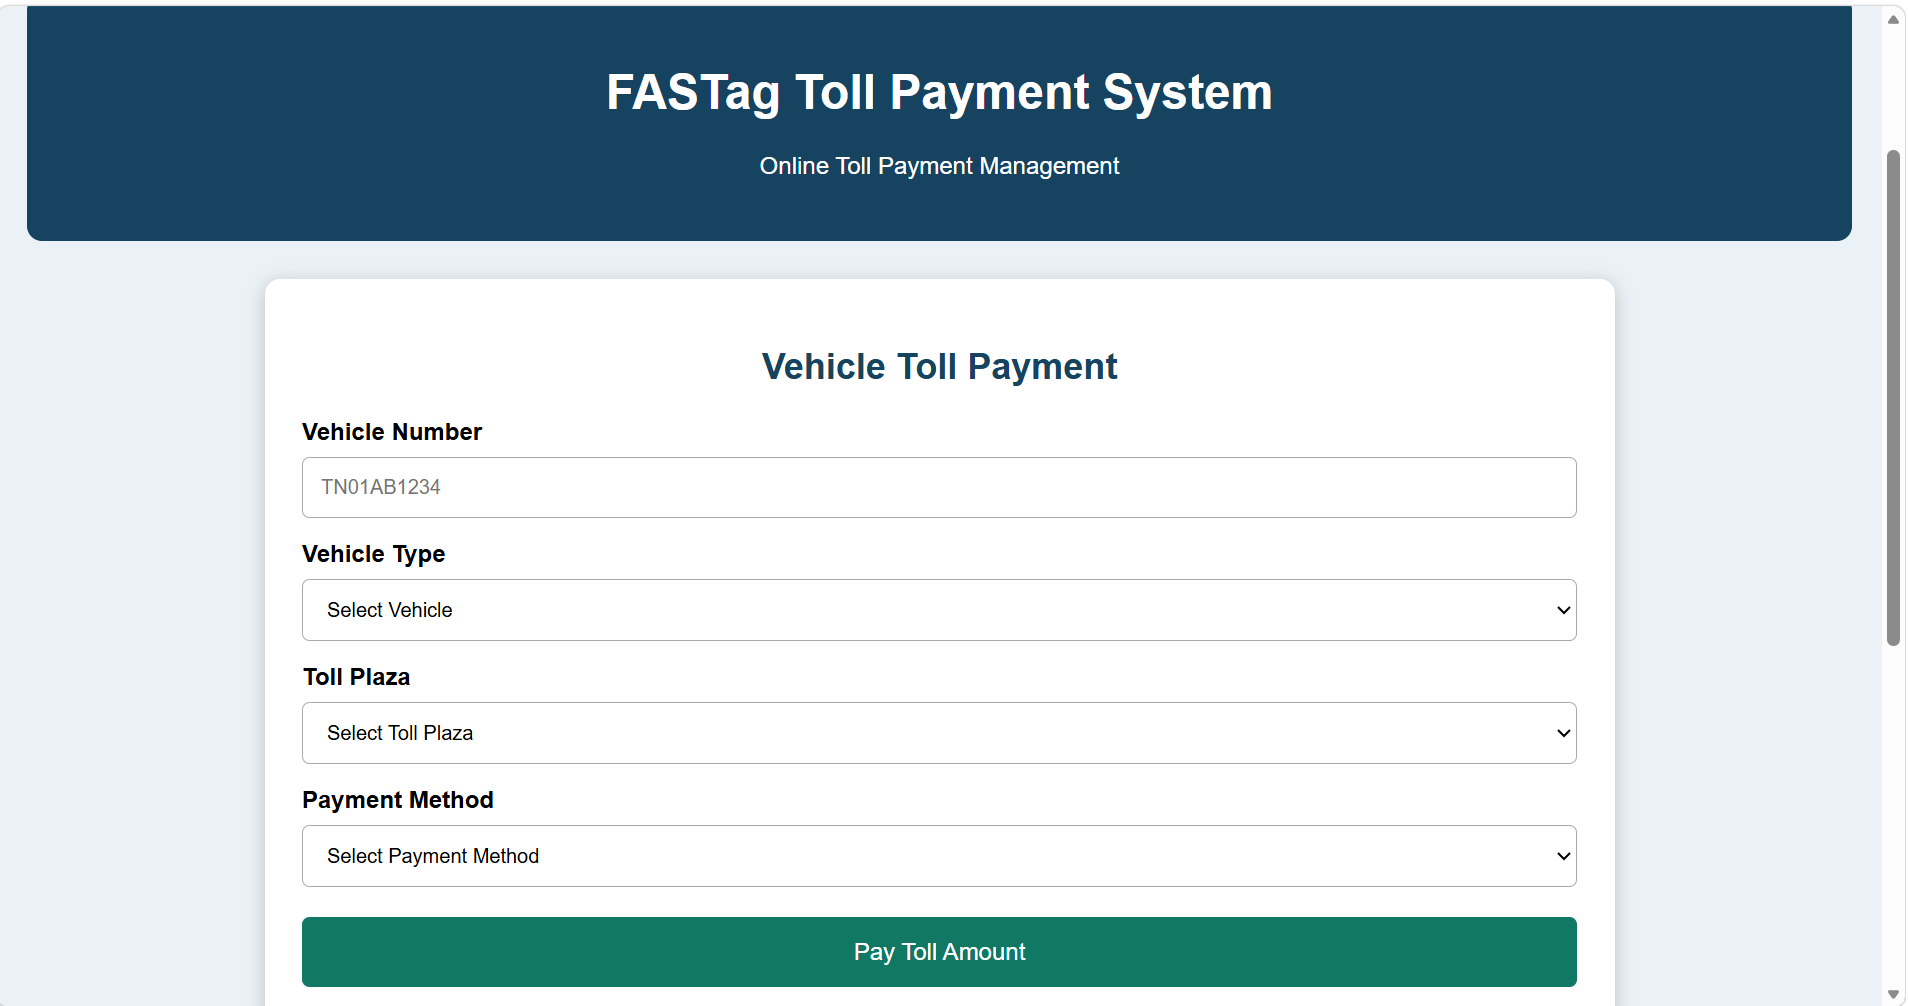 FASTag Toll Payment System
Online Toll Payment Management
Vehicle Toll Payment
Vehicle Number
TN01AB1234
Vehicle Type
Select Vehicle
Toll Plaza
Select Toll Plaza
Payment Method
Select Payment Method
Pay Toll Amount